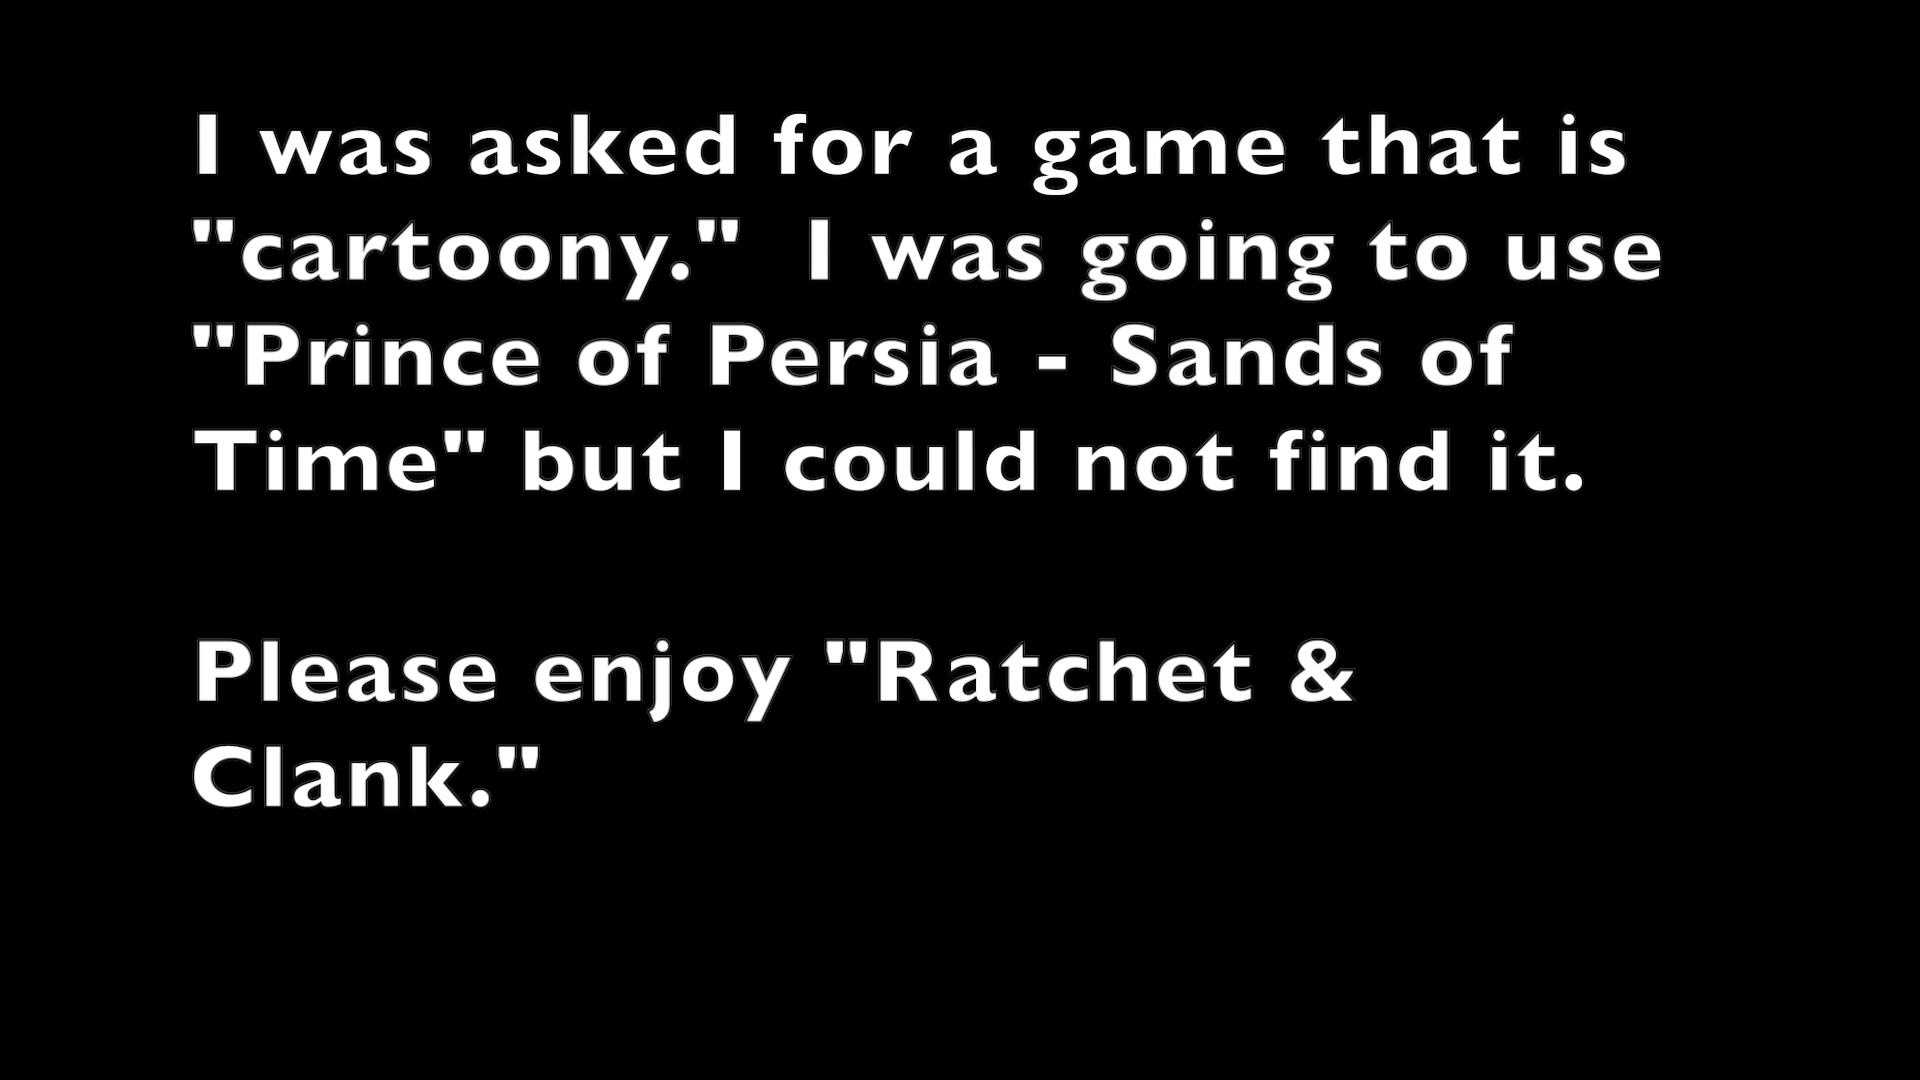 I was asked for a game that is
"cartoony."  I was going to use
"Prince of Persia - Sands of
Time" but I could not find it.
Please enjoy "Ratchet &
Clank."